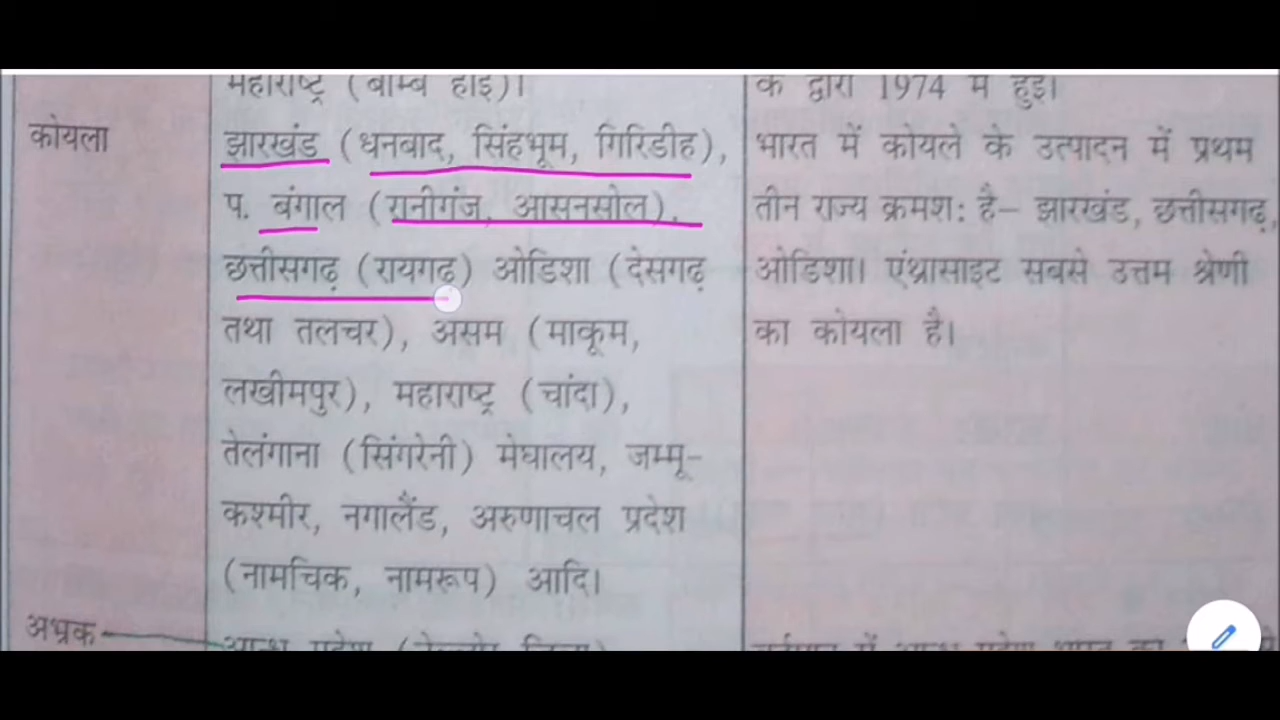 महाराष्ट्र (बाम्बे हाई)।
के द्वारा 1974 में हुई।
कोयला
झारखंड (धनबाद, सिंहभूम, गिरिडीह),
प. बंगाल (रानीगंज, आसनसोल),
छत्तीसगढ़ (रायगढ़) ओडिशा (देसगढ़
तथा तलचर), असम (माकूम,
लखीमपुर), महाराष्ट्र (चांदा),
तेलंगाना (सिंगरेनी) मेघालय, जम्मू-
कश्मीर, नगालैंड, अरुणाचल प्रदेश
(नामचिक, नामरूप) आदि।
भारत में कोयले के उत्पादन में प्रथम
तीन राज्य क्रमश: है– झारखंड, छत्तीसगढ़,
ओडिशा। एंथ्रासाइट सबसे उत्तम श्रेणी
का कोयला है।
अभ्रक